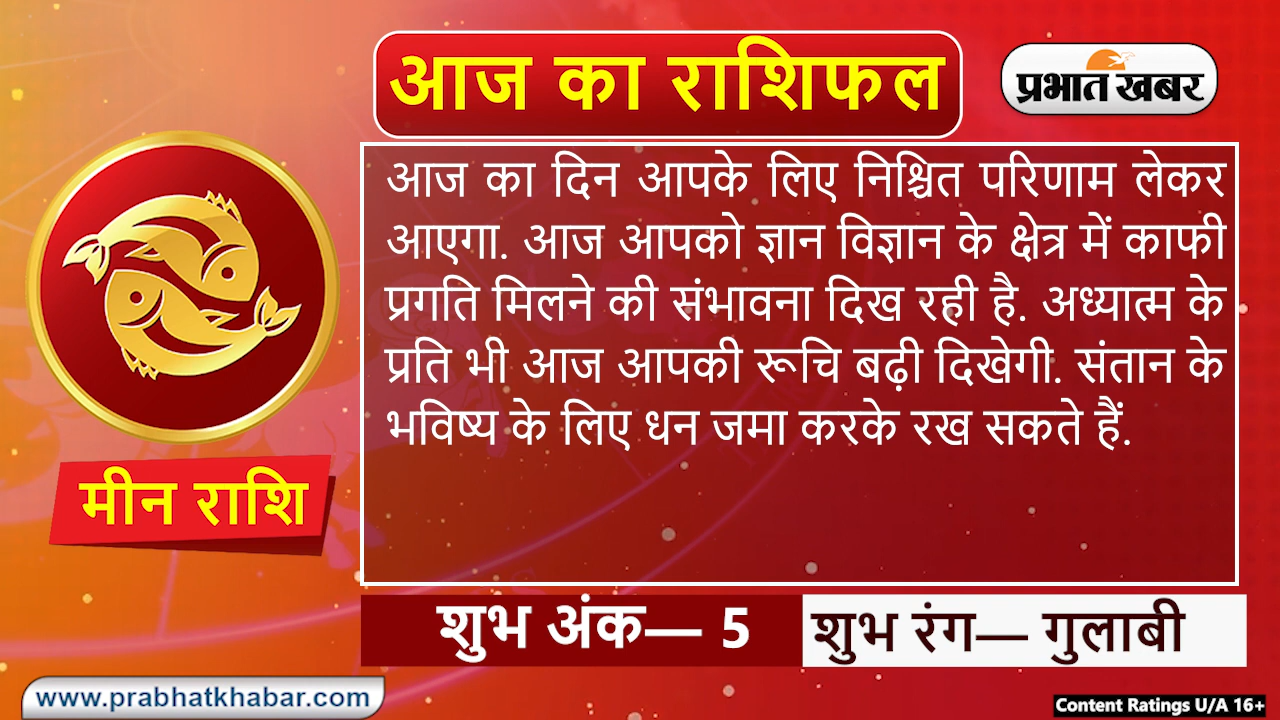 आज का राशिफल
प्रभात खबर
आज का दिन आपके लिए निश्चित परिणाम लेकर
आएगा. आज आपको ज्ञान विज्ञान के क्षेत्र में काफी
प्रगति मिलने की संभावना दिख रही है. अध्यात्म के
प्रति भी आज आपकी रूचि बढ़ी दिखेगी. संतान के
भविष्य के लिए धन जमा करके रख सकते हैं.
मीन राशि
शुभ अंक— 5
शुभ रंग— गुलाबी
www.prabhatkhabar.com
Content Ratings U/A 16+